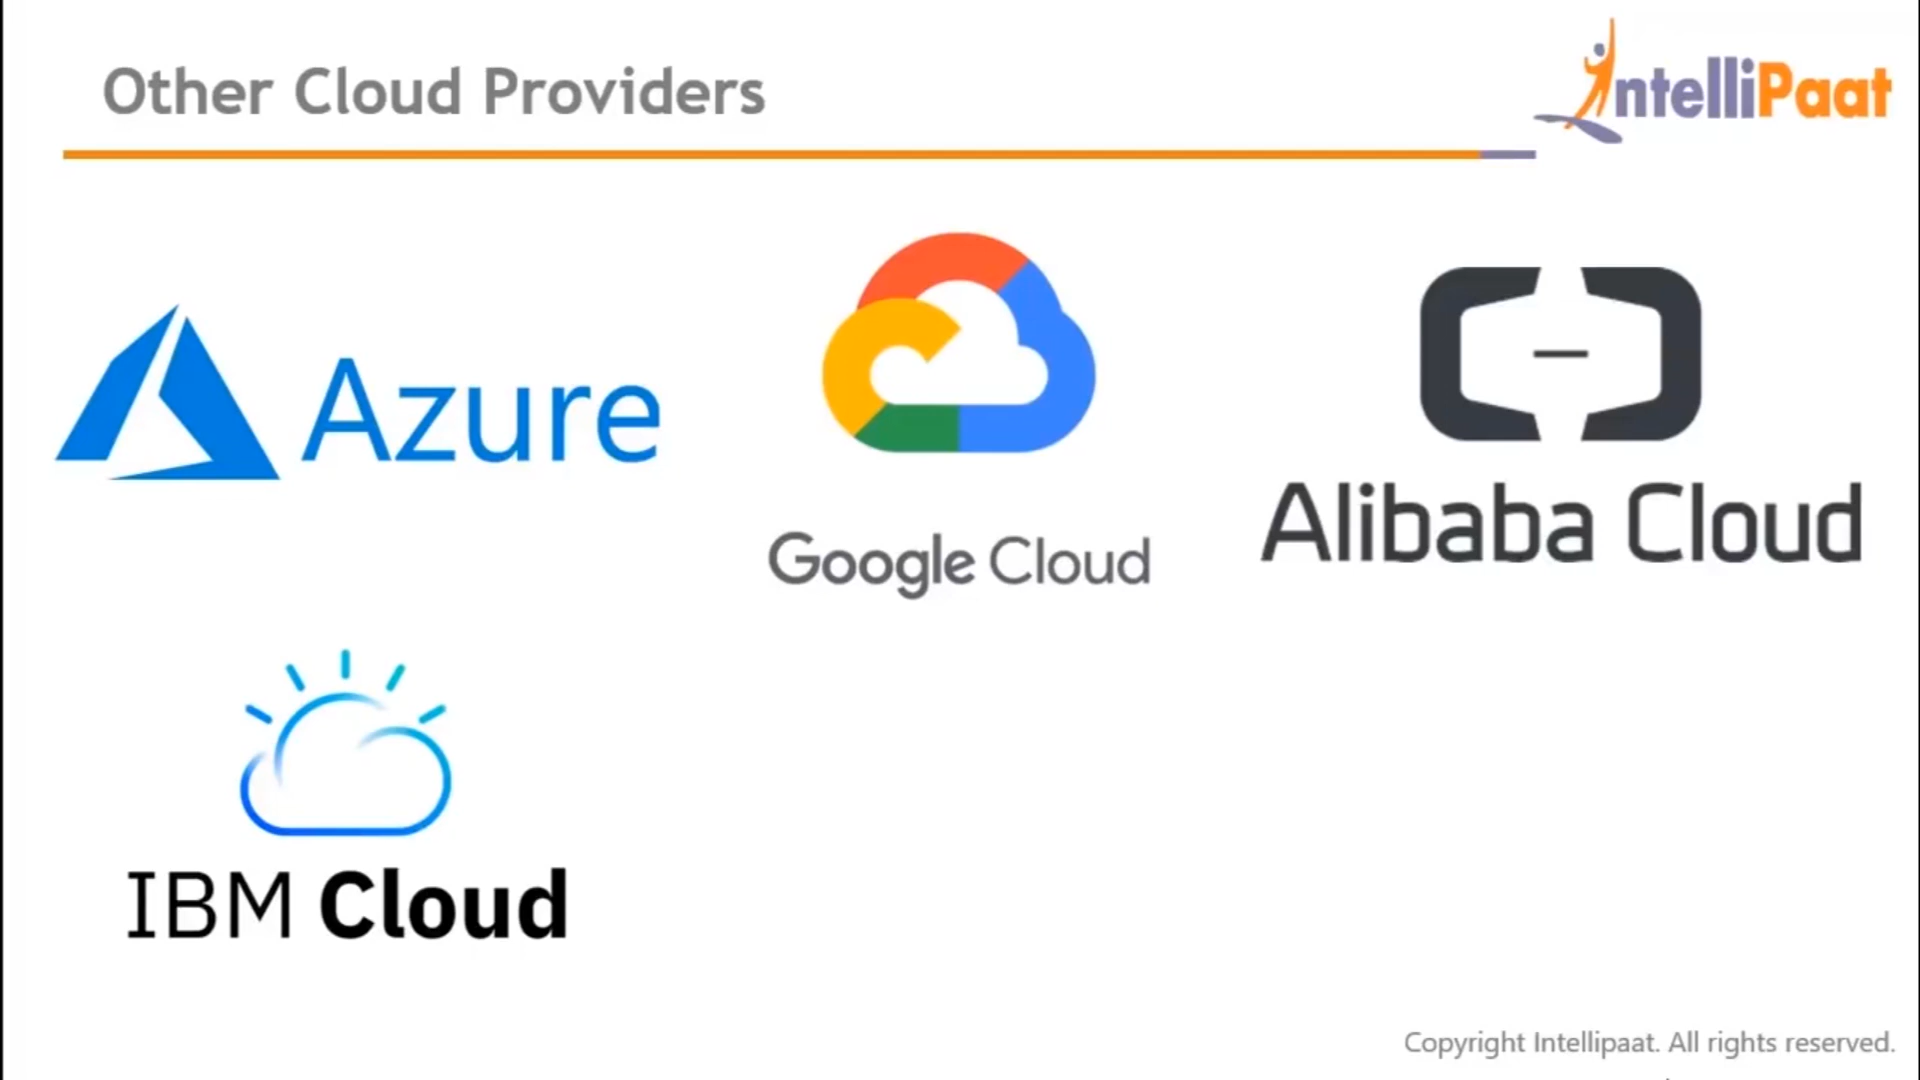 Other Cloud Providers
IntelliPaat
Azure
Google Cloud
Alibaba Cloud
IBM Cloud
Copyright Intellipaat. All rights reserved.